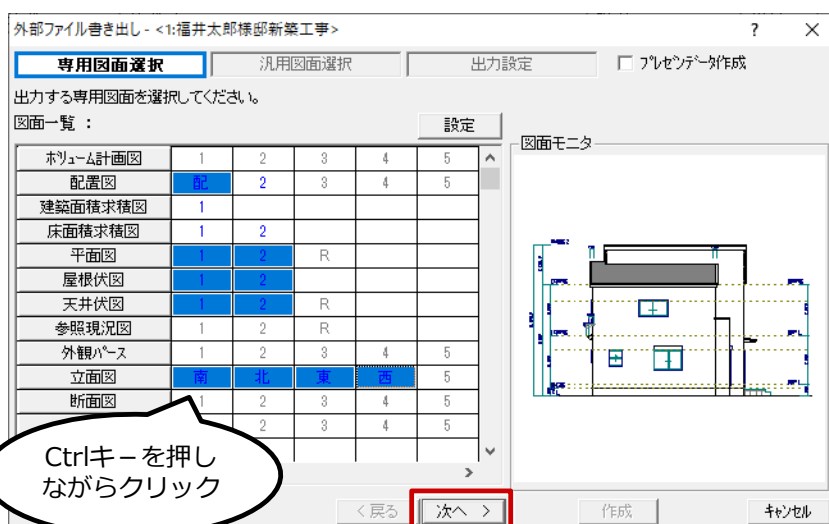 外部ファイル書き出し - <1:福井太郎様邸新築工事>
? ×
専用図面選択 汎用図面選択 出力設定 プレゼンデータ作成
出力する専用図面を選択してください。
図面一覧 : 設定
図面モニタ
ボリューム計画図 1 2 3 4 5
配置図 配 2 3 4 5
建築面積求積図 1
床面積求積図 1 2
平面図 1 2 R
屋根伏図 1 2
天井伏図 1 2 R
参照現況図 1 2 R
外観パース 1 2 3 4 5
立面図 南 北 東 西 5
断面図 1 2 3 4 5
2 3 4 5
Ctrlキーを押し
ながらクリック
< 戻る 次へ > 作成 キャンセル